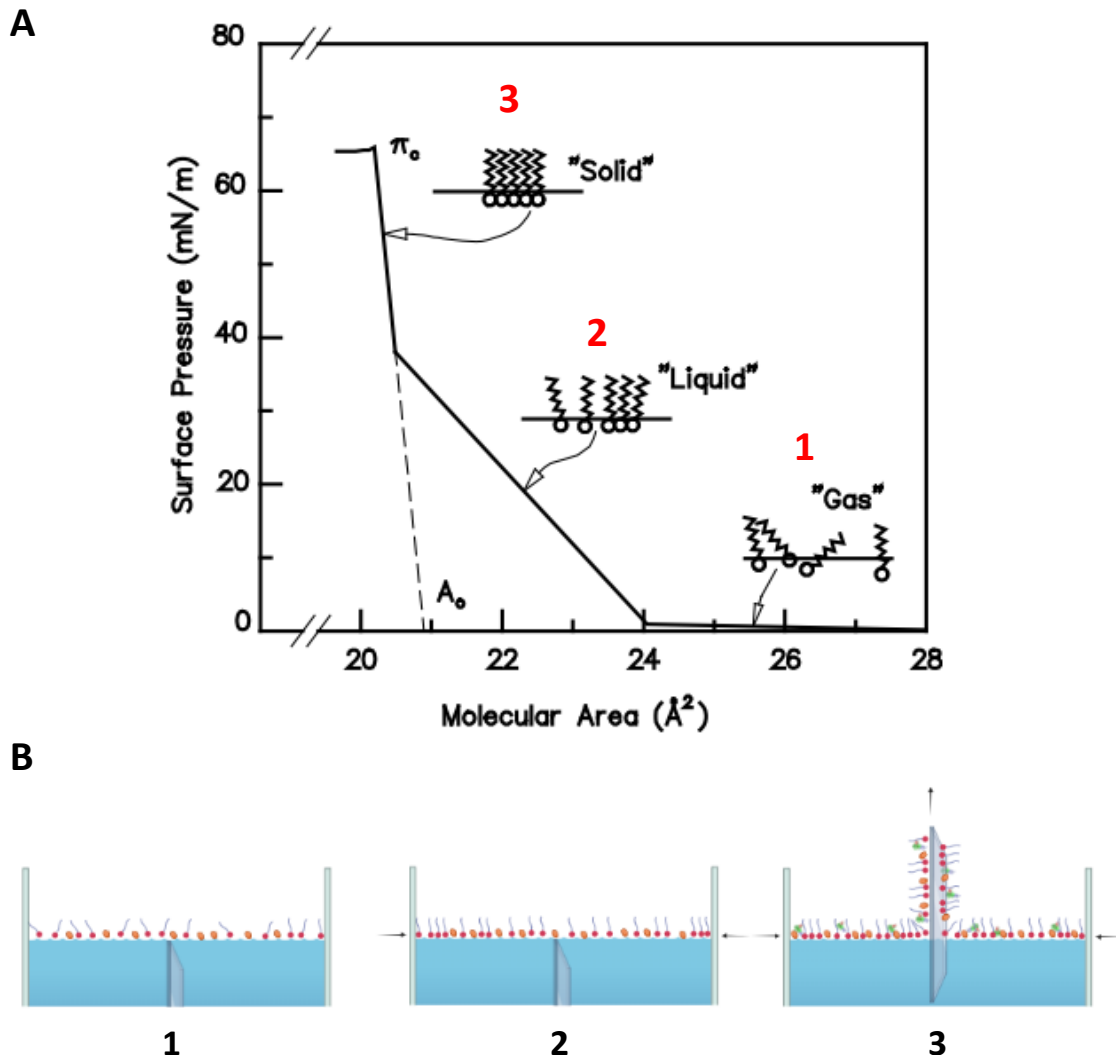 A
80
60
40
20
0
Surface Pressure (mN/m)
πc
3
"Solid"
2
"Liquid"
1
"Gas"
Ao
20 22 24 26 28
Molecular Area (Å²)
B
1 2 3